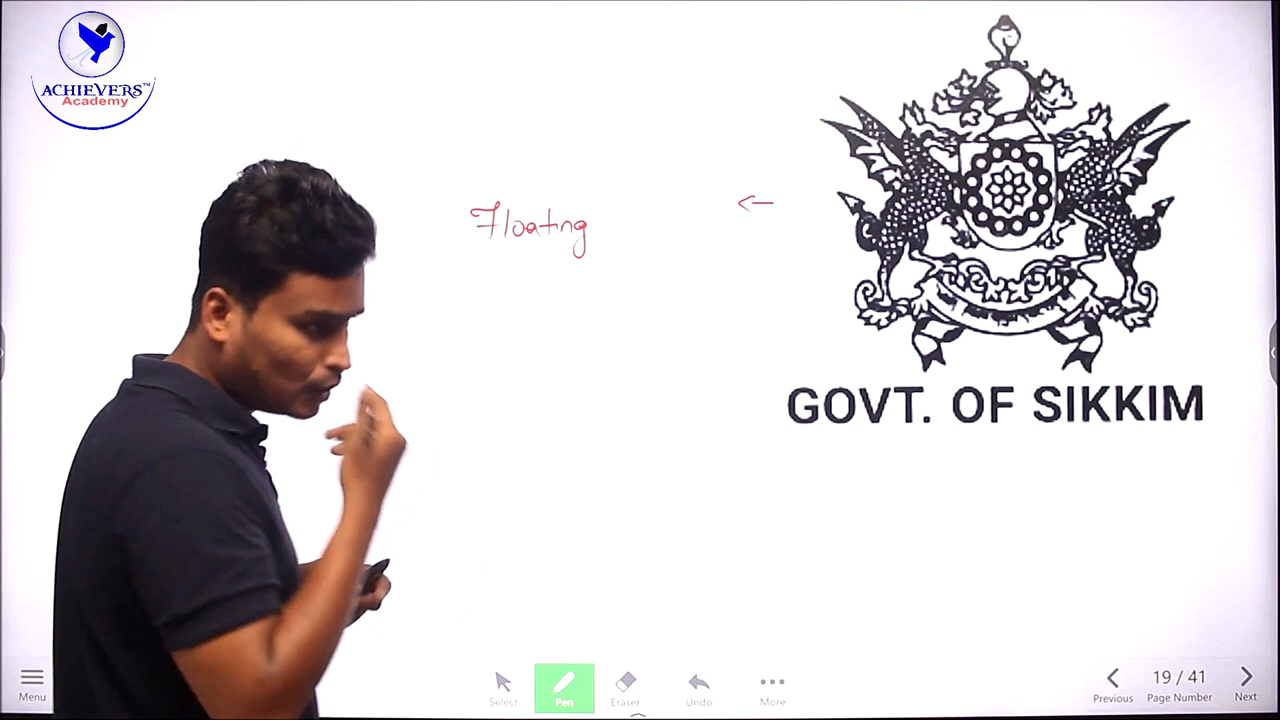 ACHIEVERS™
Academy
Floating
←
GOVT. OF SIKKIM
Menu
Select
Pen
Eraser
Undo
More
Previous
19 / 41
Page Number
Next